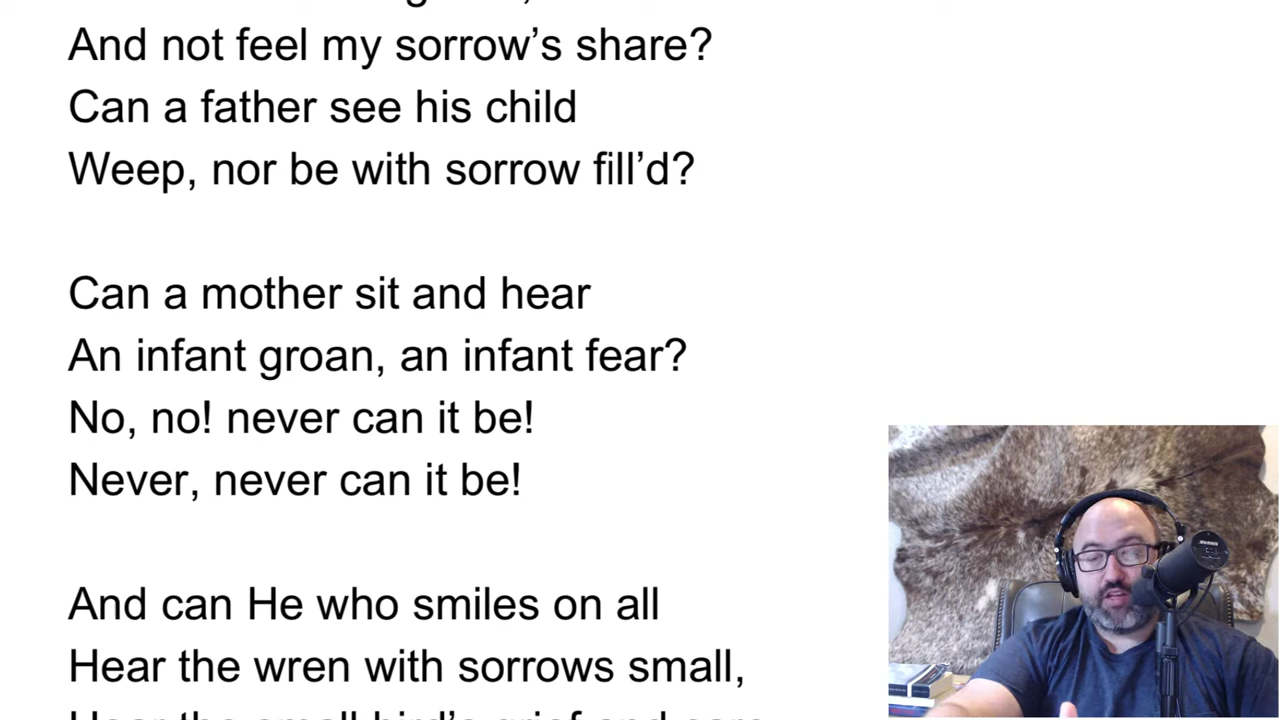 And not feel my sorrow’s share?
Can a father see his child
Weep, nor be with sorrow fill’d?
Can a mother sit and hear
An infant groan, an infant fear?
No, no! never can it be!
Never, never can it be!
And can He who smiles on all
Hear the wren with sorrows small,